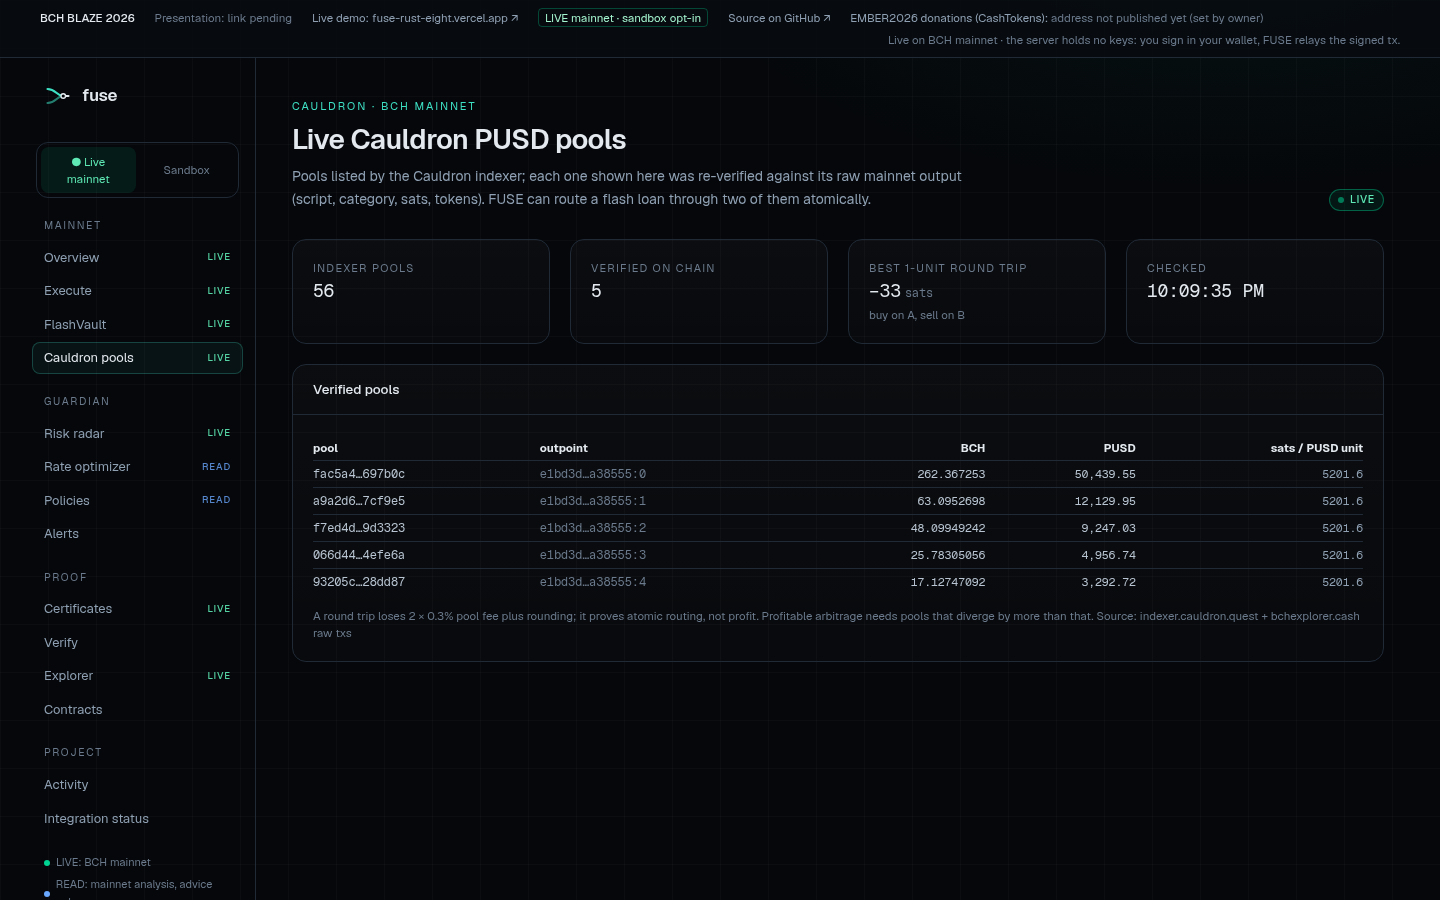 BCH BLAZE 2026 Presentation: link pending Live demo: fuse-rust-eight.vercel.app ↗ LIVE mainnet · sandbox opt-in Source on GitHub ↗ EMBER2026 donations (CashTokens): address not published yet (set by owner)
Live on BCH mainnet · the server holds no keys: you sign in your wallet, FUSE relays the signed tx.
fuse
Live mainnet
Sandbox
MAINNET
Overview LIVE
Execute LIVE
FlashVault LIVE
Cauldron pools LIVE
GUARDIAN
Risk radar LIVE
Rate optimizer READ
Policies READ
Alerts
PROOF
Certificates LIVE
Verify
Explorer LIVE
Contracts
PROJECT
Activity
Integration status
LIVE: BCH mainnet
READ: mainnet analysis, advice
CAULDRON · BCH MAINNET
Live Cauldron PUSD pools
Pools listed by the Cauldron indexer; each one shown here was re-verified against its raw mainnet output
(script, category, sats, tokens). FUSE can route a flash loan through two of them atomically.
LIVE
INDEXER POOLS
56
VERIFIED ON CHAIN
5
BEST 1-UNIT ROUND TRIP
−33 sats
buy on A, sell on B
CHECKED
10:09:35 PM
Verified pools
pool outpoint BCH PUSD sats / PUSD unit
fac5a4…697b0c e1bd3d…a38555:0 262.367253 50,439.55 5201.6
a9a2d6…7cf9e5 e1bd3d…a38555:1 63.0952698 12,129.95 5201.6
f7ed4d…9d3323 e1bd3d…a38555:2 48.09949242 9,247.03 5201.6
066d44…4efe6a e1bd3d…a38555:3 25.78305056 4,956.74 5201.6
93205c…28dd87 e1bd3d…a38555:4 17.12747092 3,292.72 5201.6
A round trip loses 2 × 0.3% pool fee plus rounding; it proves atomic routing, not profit. Profitable arbitrage needs pools that diverge by more than that. Source: indexer.cauldron.quest + bchexplorer.cash
raw txs